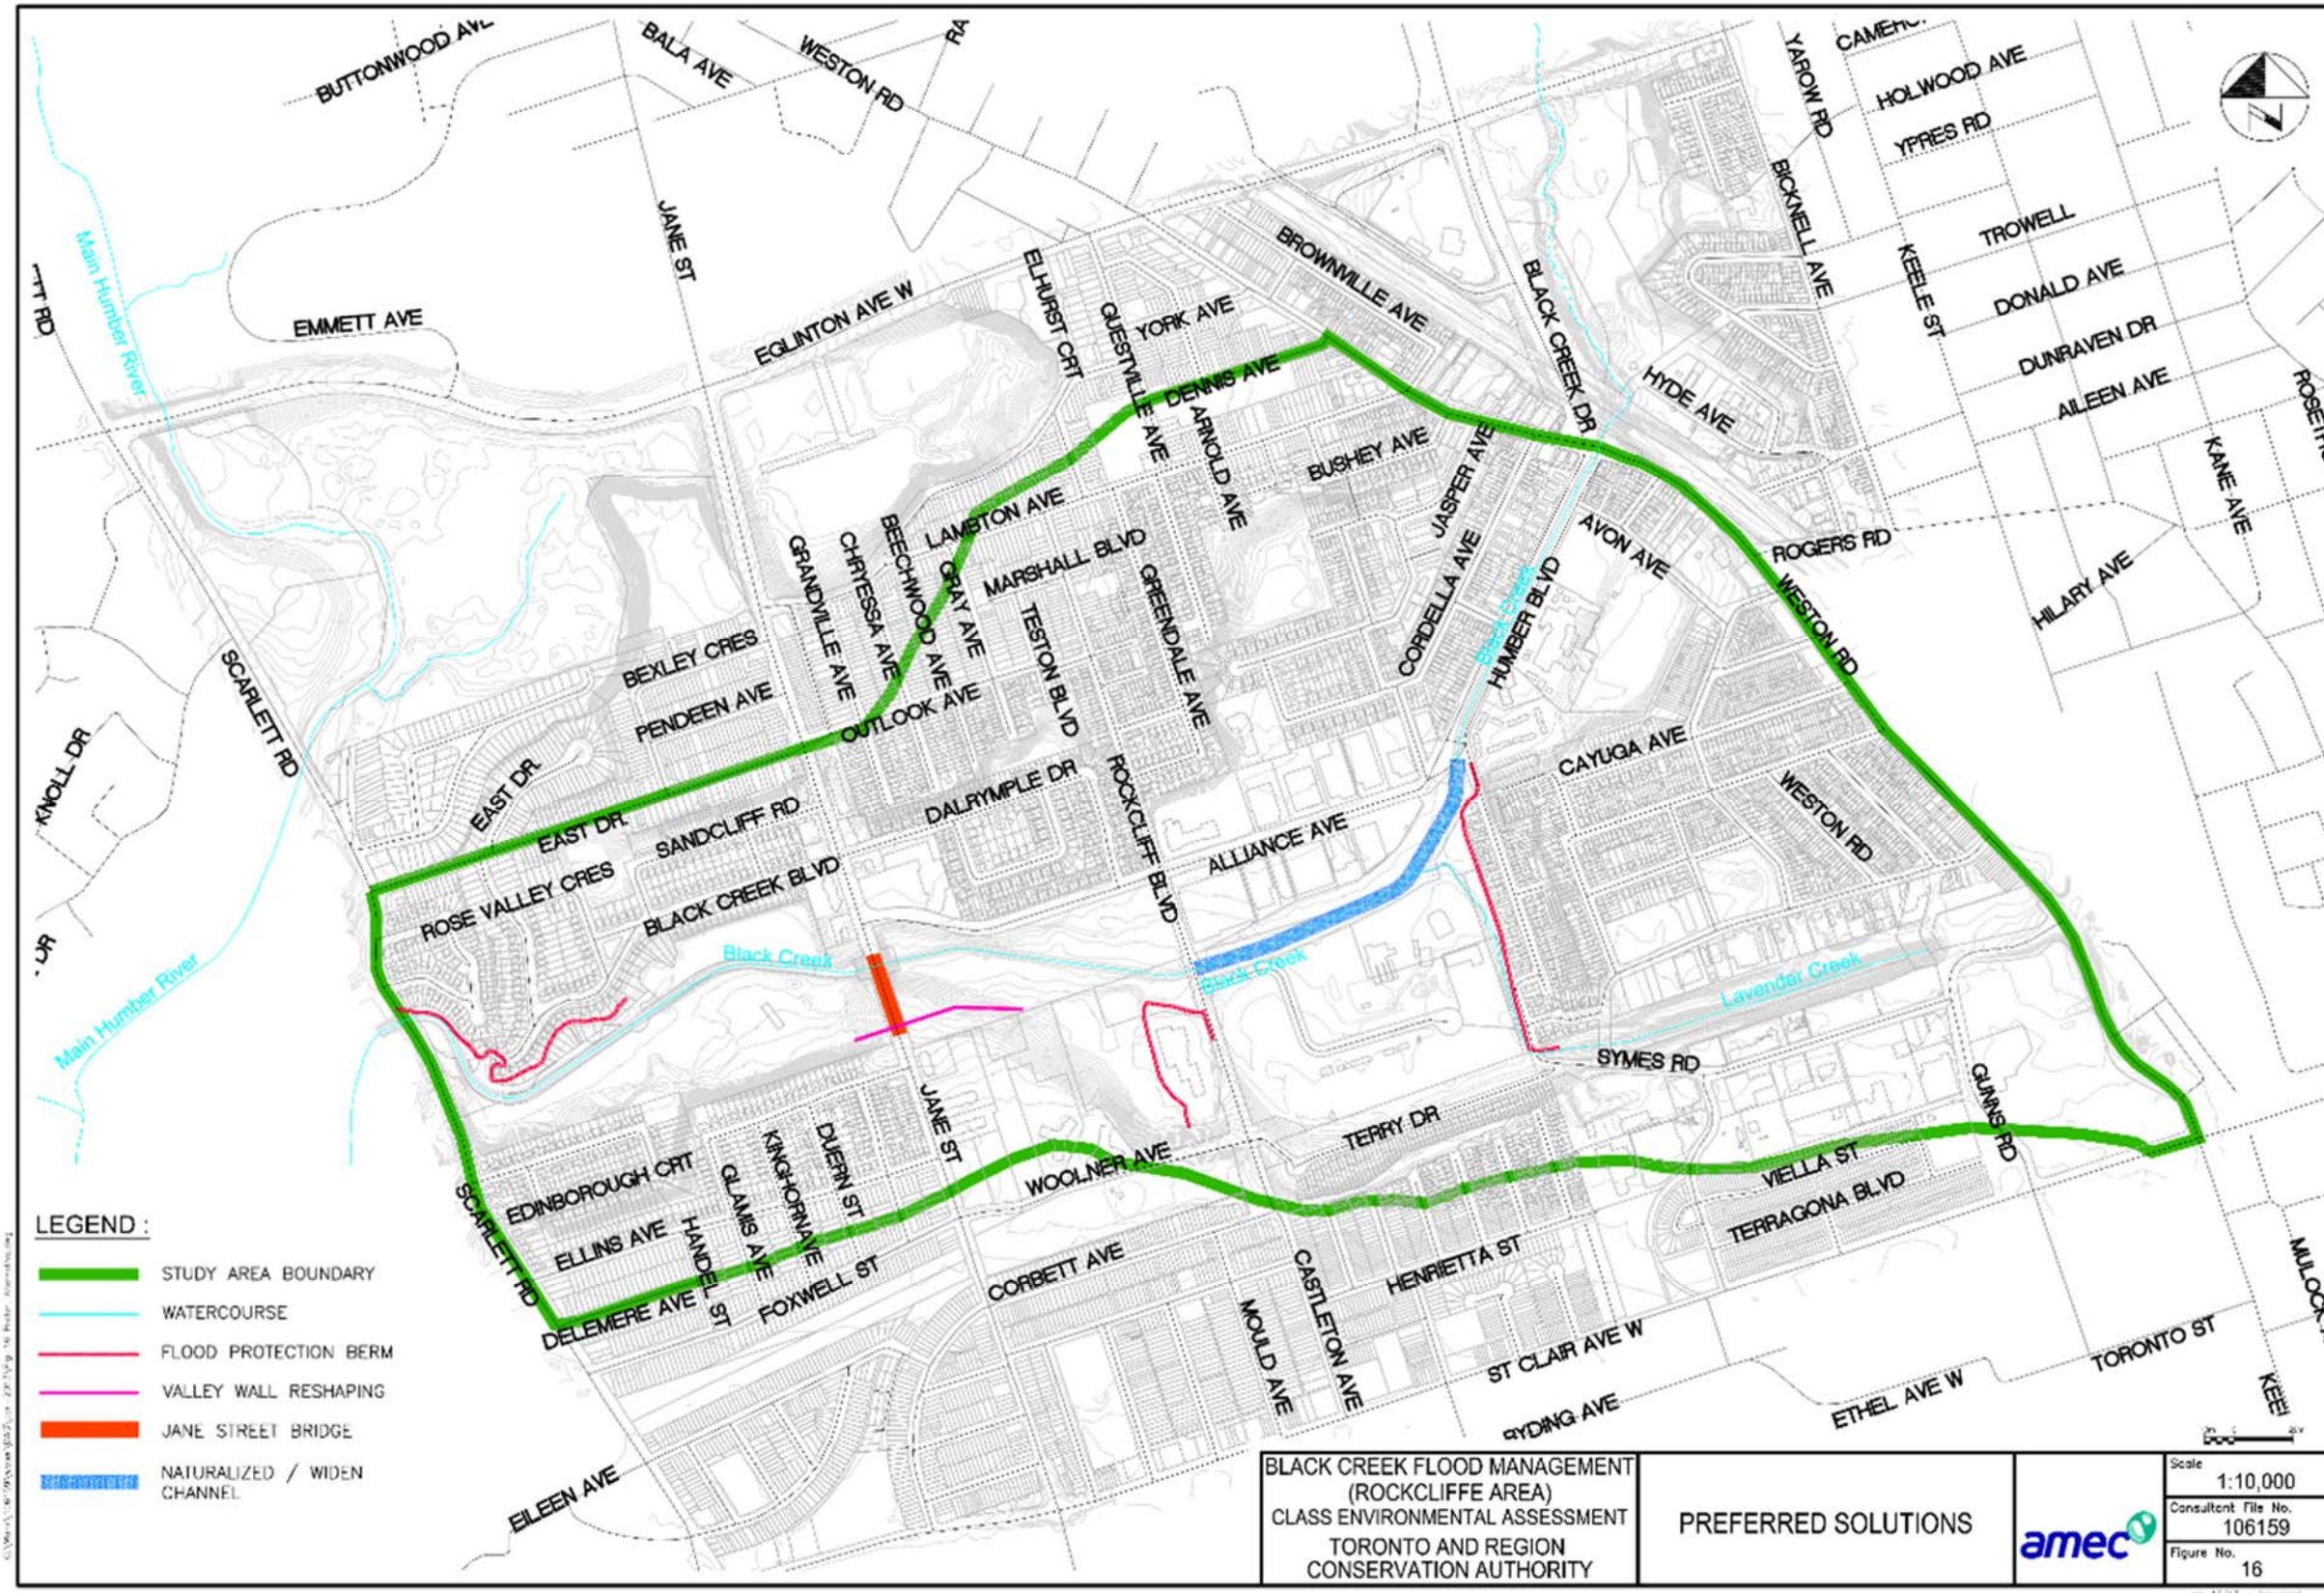 BUTTONWOOD AVE
BALA AVE
WESTON RD
RA
CAMERO
YAROW RD
HOLWOOD AVE
YPRES RD
BICKNELL AVE
TROWELL
KEELE ST
DONALD AVE
DUNRAVEN DR
AILEEN AVE
KANE AVE
Main Humber River
TT RD
EMMETT AVE
JANE ST
EGLINTON AVE W
ELHURST CRT
QUESTVILLE AVE
YORK AVE
DENNIS AVE
BROWNVILLE AVE
BLACK CREEK DR
HYDE AVE
ARNOLD AVE
BUSHEY AVE
JASPER AVE
CORDELLA AVE
Black Creek
HUMBER BLVD
AVON AVE
ROGERS RD
WESTON RD
HILARY AVE
LAMBTON AVE
MARSHALL BLVD
GRANDVILLE AVE
CHRYESSA AVE
BEECHWOOD AVE
GRAY AVE
TESTON BLVD
GREENDALE AVE
OUTLOOK AVE
BEXLEY CRES
PENDEEN AVE
SCARLETT RD
KNOLL DR
DR
EAST DR
EAST DR.
SANDCLIFF RD
ROSE VALLEY CRES
BLACK CREEK BLVD
DALRYMPLE DR
ROCKCLIFF BLVD
ALLIANCE AVE
CAYUGA AVE
WESTON RD
Main Humber River
Black Creek
Black Creek
Lavender Creek
SYMES RD
GUNNS RD
JANE ST
TERRY DR
WOOLNER AVE
VIELLA ST
TERRAGONA BLVD
EDINBOROUGH CRT
ELLINS AVE
GLAMIS AVE
KINGHORNAVE
DUERN ST
HANDEL ST
SCARLETT RD
DELEMERE AVE
FOXWELL ST
CORBETT AVE
MOULD AVE
CASTLETON AVE
HENRIETTA ST
ST CLAIR AVE W
RYDING AVE
ETHEL AVE W
TORONTO ST
MULOCK
KEE
EILEEN AVE
LEGEND :
STUDY AREA BOUNDARY
WATERCOURSE
FLOOD PROTECTION BERM
VALLEY WALL RESHAPING
JANE STREET BRIDGE
NATURALIZED / WIDEN
CHANNEL
BLACK CREEK FLOOD MANAGEMENT
(ROCKCLIFFE AREA)
CLASS ENVIRONMENTAL ASSESSMENT
TORONTO AND REGION
CONSERVATION AUTHORITY
PREFERRED SOLUTIONS
amec
Scale
1:10,000
Consultant File No.
106159
Figure No.
16